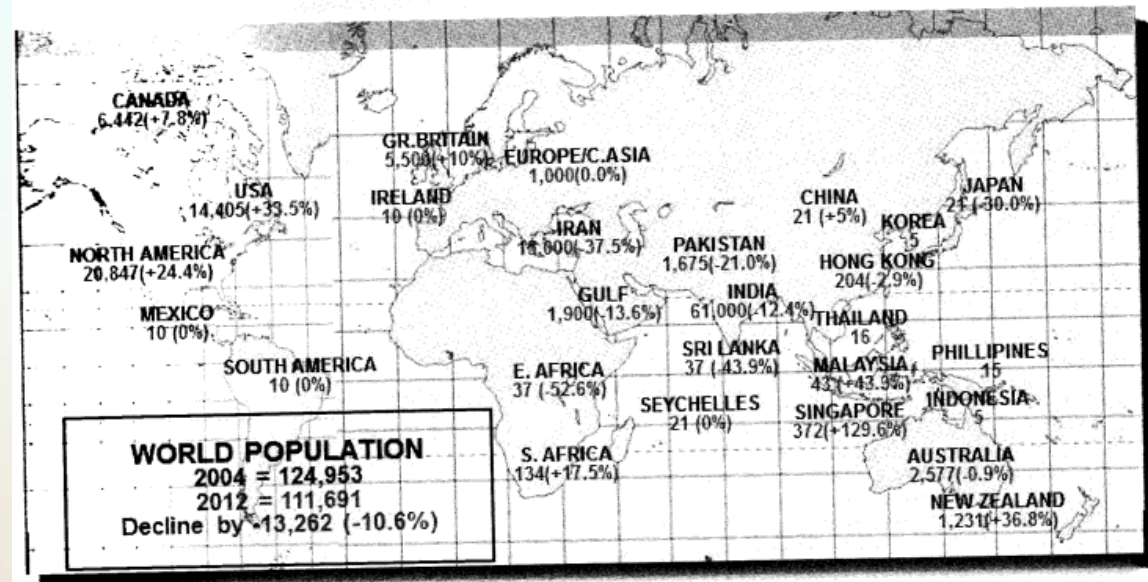 CANADA
6,442(+7.8%)
GR.BRITAIN
5,500(+10%)
EUROPE/C.ASIA
1,000(0.0%)
USA
14,405(+33.5%)
IRELAND
10 (0%)
CHINA
21 (+5%)
JAPAN
21 (-30.0%)
KOREA
5
NORTH AMERICA
20,847(+24.4%)
IRAN
(-37.5%)
PAKISTAN
1,675(-21.0%)
HONG KONG
204(-2.9%)
MEXICO
10 (0%)
GULF
1,900(-13.6%)
INDIA
61,000(-12.4%)
THAILAND
16
SOUTH AMERICA
10 (0%)
E. AFRICA
37 (-52.6%)
SRI LANKA
37 (-43.9%)
MALAYSIA
43 (+43.3%)
PHILLIPINES
15
SEYCHELLES
21 (0%)
SINGAPORE
372(+129.6%)
INDONESIA
5
S. AFRICA
134(+17.5%)
AUSTRALIA
2,577(-0.9%)
NEW ZEALAND
1,231(+36.8%)
WORLD POPULATION
2004 = 124,953
2012 = 111,691
Decline by -13,262 (-10.6%)